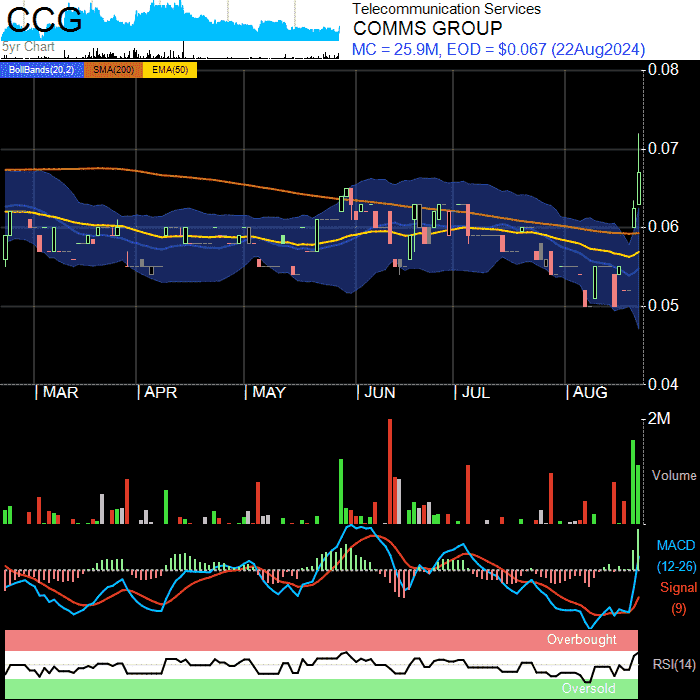 CCG
5yr Chart
Telecommunication Services
COMMS GROUP
MC = 25.9M, EOD = $0.067 (22Aug2024)
BollBands(20,2) SMA(200) EMA(50)
0.08
0.07
0.06
0.05
0.04
| MAR | APR | MAY | JUN | JUL | AUG
2M
Volume
MACD
(12-26)
Signal
(9)
Overbought
RSI(14)
Oversold